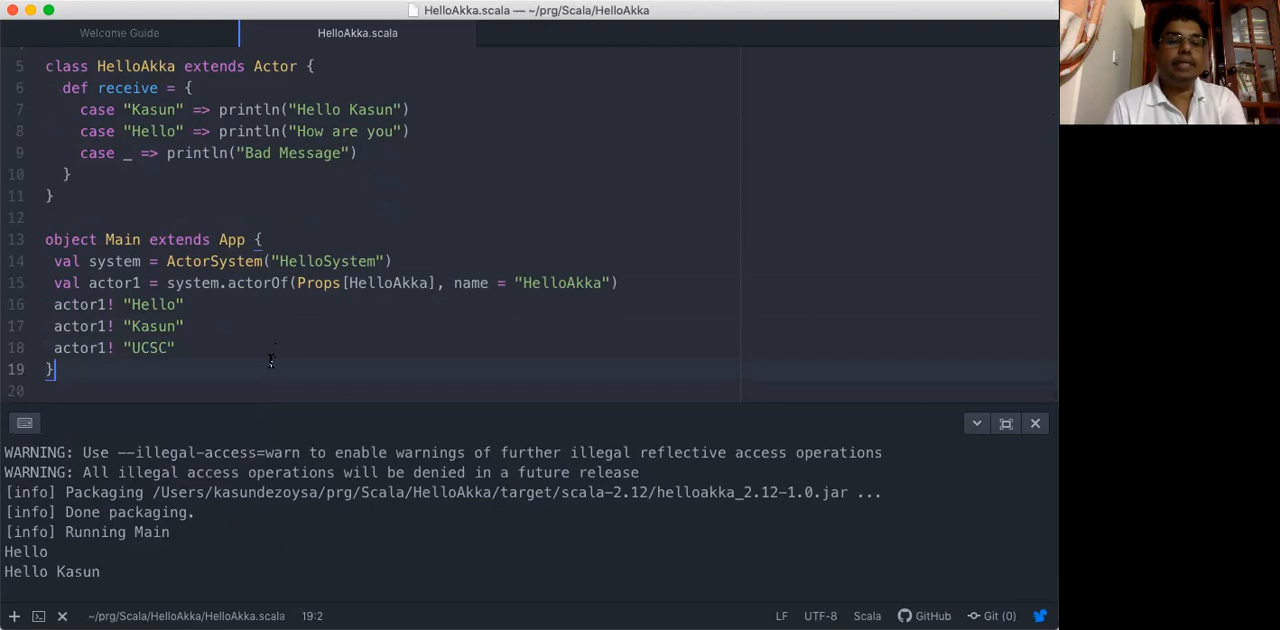 HelloAkka.scala — ~/prg/Scala/HelloAkka
Welcome Guide
HelloAkka.scala
5 class HelloAkka extends Actor {
6 def receive = {
7 case "Kasun" => println("Hello Kasun")
8 case "Hello" => println("How are you")
9 case _ => println("Bad Message")
10 }
11 }
12
13 object Main extends App {
14 val system = ActorSystem("HelloSystem")
15 val actor1 = system.actorOf(Props[HelloAkka], name = "HelloAkka")
16 actor1! "Hello"
17 actor1! "Kasun"
18 actor1! "UCSC"
19 }
20
WARNING: Use --illegal-access=warn to enable warnings of further illegal reflective access operations
WARNING: All illegal access operations will be denied in a future release
[info] Packaging /Users/kasundezoysa/prg/Scala/HelloAkka/target/scala-2.12/helloakka_2.12-1.0.jar ...
[info] Done packaging.
[info] Running Main
Hello
Hello Kasun
~/prg/Scala/HelloAkka/HelloAkka.scala 19:2 LF UTF-8 Scala GitHub Git (0)